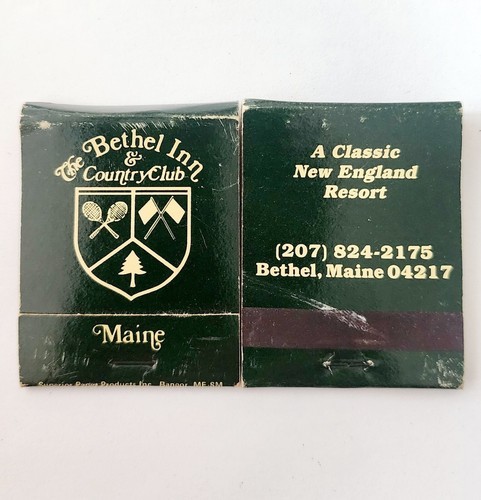 The Bethel Inn
&
Country Club
Maine
Superior Paper Products Inc. Bangor, ME 8M
A Classic
New England
Resort
(207) 824-2175
Bethel, Maine 04217